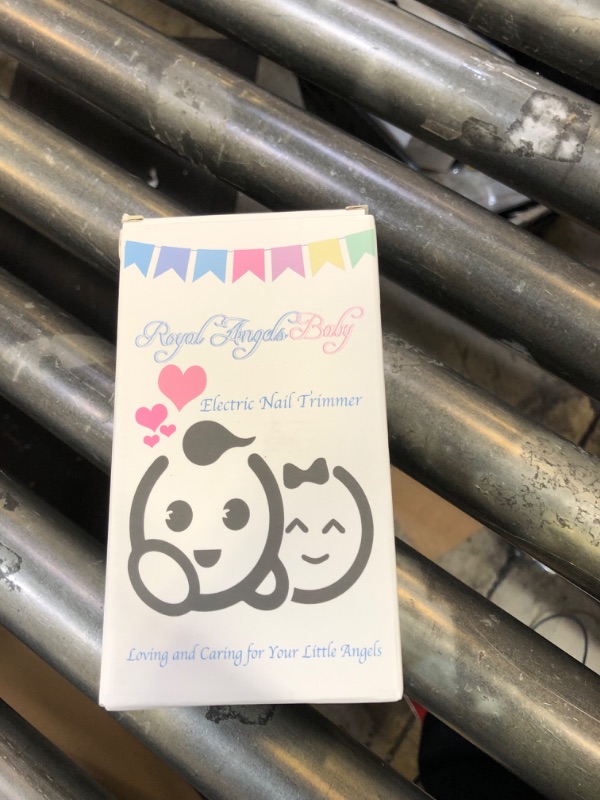 Royal Angels Baby
Electric Nail Trimmer
Loving and Caring for Your Little Angels